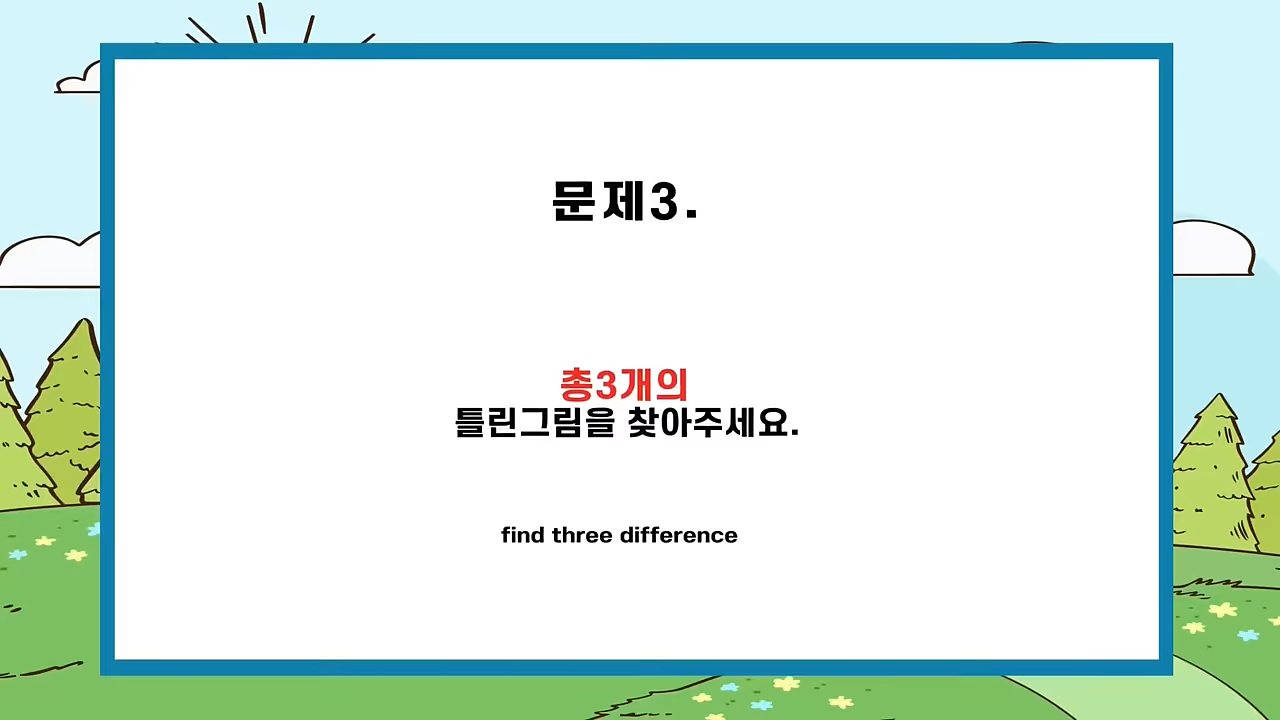 문제3.
총3개의
틀린그림을 찾아주세요.
find three difference